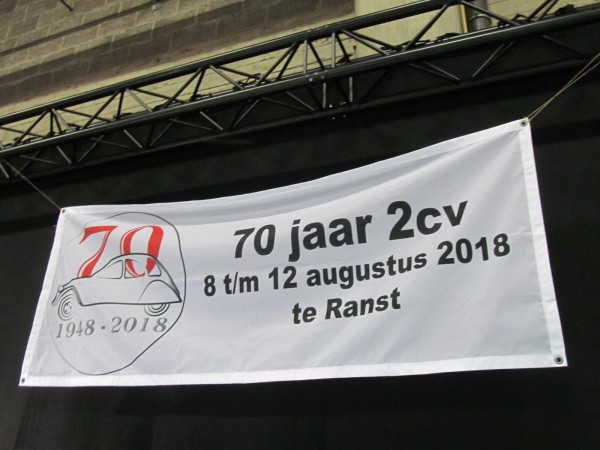 70
1948 - 2018
70 jaar 2cv
8 t/m 12 augustus 2018
te Ranst